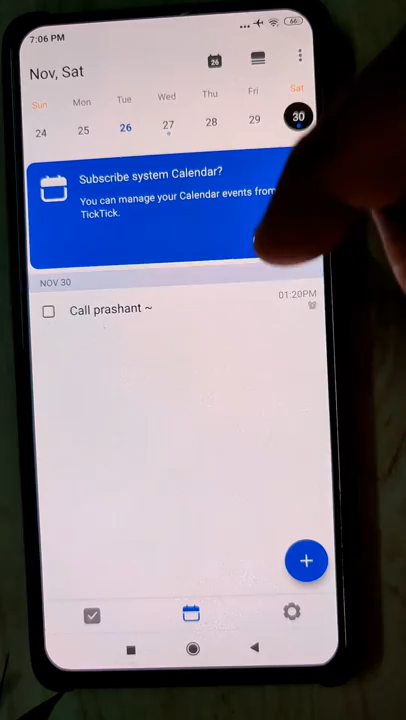 7:06 PM
66
Nov, Sat
26
Sun Mon Tue Wed Thu Fri Sat
24 25 26 27 28 29 30
Subscribe system Calendar?
You can manage your Calendar events from
TickTick.
NOV 30
Call prashant ~
01:20PM